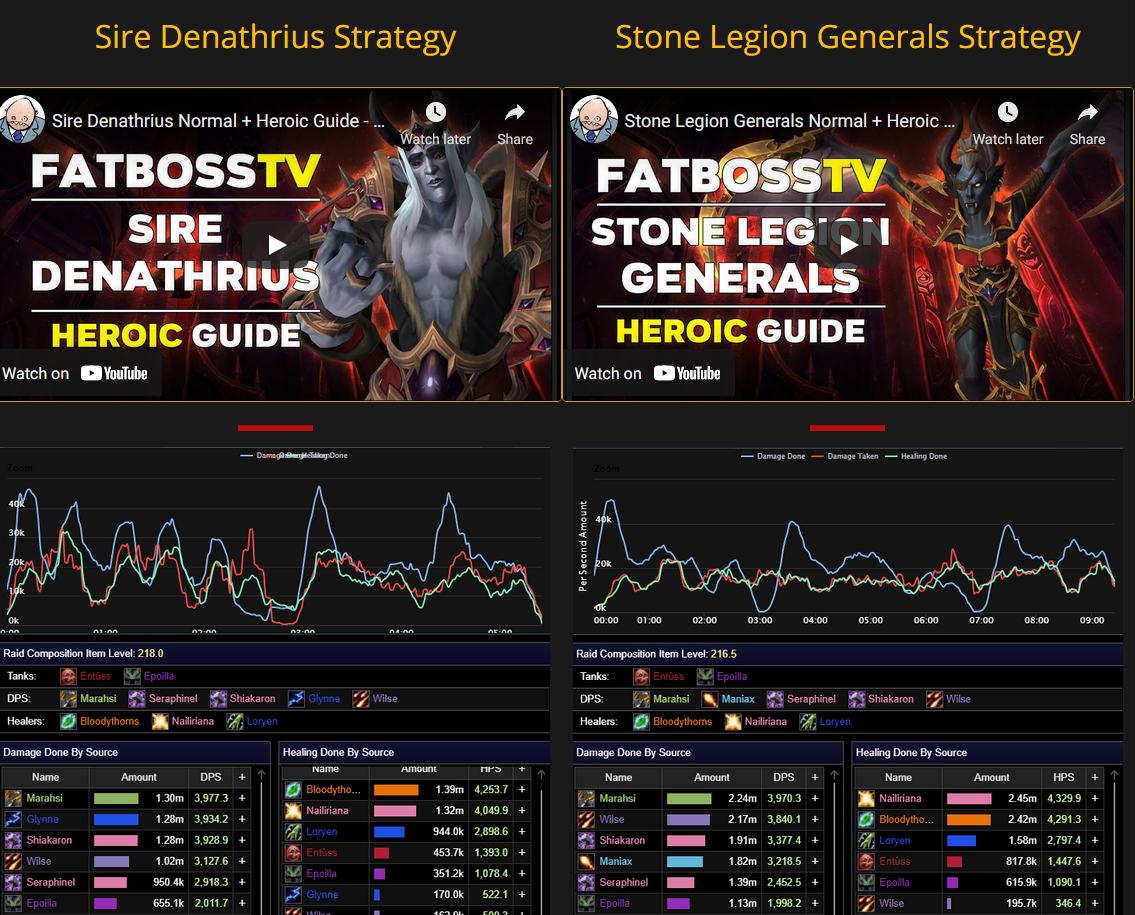 Sire Denathrius Strategy
Sire Denathrius Normal + Heroic Guide - ...
Watch later
Share
FATBOSSTV
SIRE
DENATHRIUS
HEROIC GUIDE
Watch on YouTube
Zoom
Damage Healing Done
40k
30k
20k
10k
0k
0:00 01:00 02:00 03:00 04:00 05:00
Raid Composition Item Level: 218.0
Tanks: Entûss Epoilla
DPS: Marahsi Seraphinel Shiakaron Glynne Wilse
Healers: Bloodythorns Nailiriana Loryen
Damage Done By Source
Name Amount DPS +
Marahsi 1.30m 3,977.3 +
Glynne 1.28m 3,934.2 +
Shiakaron 1.28m 3,928.9 +
Wilse 1.02m 3,127.6 +
Seraphinel 950.4k 2,918.3 +
Epoilla 655.1k 2,011.7 +
Healing Done By Source
Name Amount HPS +
Bloodytho... 1.39m 4,253.7 +
Nailiriana 1.32m 4,049.9 +
Loryen 944.0k 2,898.6 +
Entûss 453.7k 1,393.0 +
Epoilla 351.2k 1,078.4 +
Glynne 170.0k 522.1 +
Wilse 162.9k 500.3 +
Stone Legion Generals Strategy
Stone Legion Generals Normal + Heroic ...
Watch later
Share
FATBOSSTV
STONE LEGION
GENERALS
HEROIC GUIDE
Watch on YouTube
Damage Done Damage Taken Healing Done
Zoom
Per Second Amount
40k
20k
0k
00:00 01:00 02:00 03:00 04:00 05:00 06:00 07:00 08:00 09:00
Raid Composition Item Level: 216.5
Tanks: Entûss Epoilla
DPS: Marahsi Maniax Seraphinel Shiakaron Wilse
Healers: Bloodythorns Nailiriana Loryen
Damage Done By Source
Name Amount DPS +
Marahsi 2.24m 3,970.3 +
Wilse 2.17m 3,840.1 +
Shiakaron 1.91m 3,377.4 +
Maniax 1.82m 3,218.5 +
Seraphinel 1.39m 2,452.5 +
Epoilla 1.13m 1,998.2 +
Healing Done By Source
Name Amount HPS +
Nailiriana 2.45m 4,329.9 +
Bloodytho... 2.42m 4,291.3 +
Loryen 1.58m 2,797.4 +
Entûss 817.8k 1,447.6 +
Epoilla 615.9k 1,090.1 +
Wilse 195.7k 346.4 +